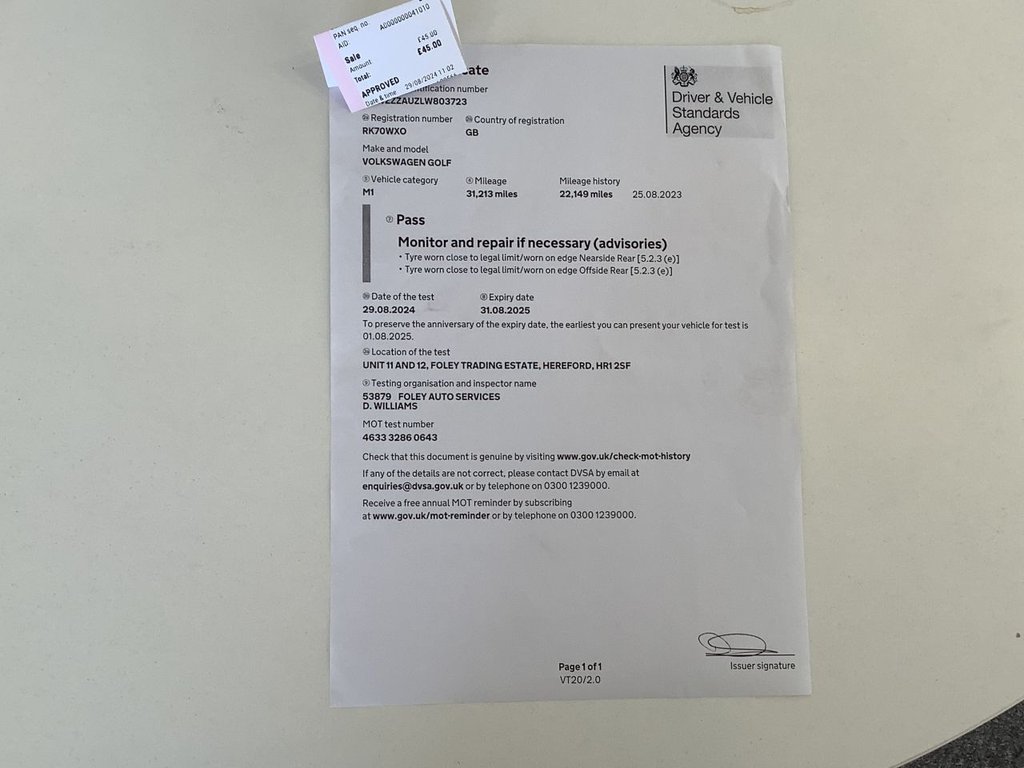 PAN seq. no.
AID: A0000000041010
Sale
Amount £45.00
Total: £45.00
APPROVED
Date & time 29/08/2024 11:02
Driver & Vehicle
Standards
Agency
number
ZZZAUZLW803723
㉔ Registration number ㉔ Country of registration
RK70WXO GB
Make and model
VOLKSWAGEN GOLF
Vehicle category Mileage Mileage history
M1 31,213 miles 22,149 miles 25.08.2023
Pass
Monitor and repair if necessary (advisories)
• Tyre worn close to legal limit/worn on edge Nearside Rear [5.2.3 (e)]
• Tyre worn close to legal limit/worn on edge Offside Rear [5.2.3 (e)]
Date of the test Expiry date
29.08.2024 31.08.2025
To preserve the anniversary of the expiry date, the earliest you can present your vehicle for test is
01.08.2025.
Location of the test
UNIT 11 AND 12, FOLEY TRADING ESTATE, HEREFORD, HR1 2SF
Testing organisation and inspector name
53879 FOLEY AUTO SERVICES
D. WILLIAMS
MOT test number
4633 3286 0643
Check that this document is genuine by visiting www.gov.uk/check-mot-history
If any of the details are not correct, please contact DVSA by email at
enquiries@dvsa.gov.uk or by telephone on 0300 1239000.
Receive a free annual MOT reminder by subscribing
at www.gov.uk/mot-reminder or by telephone on 0300 1239000.
Issuer signature
Page 1 of 1
VT20/2.0